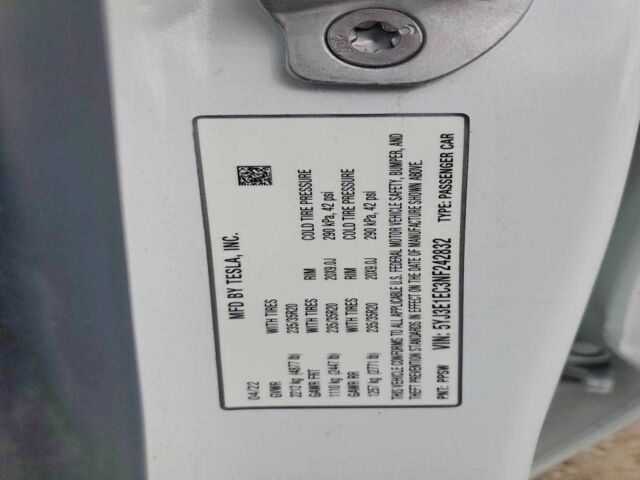 MFD BY TESLA, INC.
04/22
GVWR WITH TIRES RIM COLD TIRE PRESSURE
2212 kg (4877 lb) 235/35R20 20X9.0J 290 kPa, 42 psi
GAWR FRT WITH TIRES RIM COLD TIRE PRESSURE
1110 kg (2447 lb) 235/35R20 20X9.0J 290 kPa, 42 psi
GAWR RR
1257 kg (2771 lb) 235/35R20
THIS VEHICLE CONFORMS TO ALL APPLICABLE U.S. FEDERAL MOTOR VEHICLE SAFETY, BUMPER, AND
THEFT PREVENTION STANDARDS IN EFFECT ON THE DATE OF MANUFACTURE SHOWN ABOVE.
VIN: 5YJ3E1EC3NF242832
PNT: PPSW TYPE: PASSENGER CAR